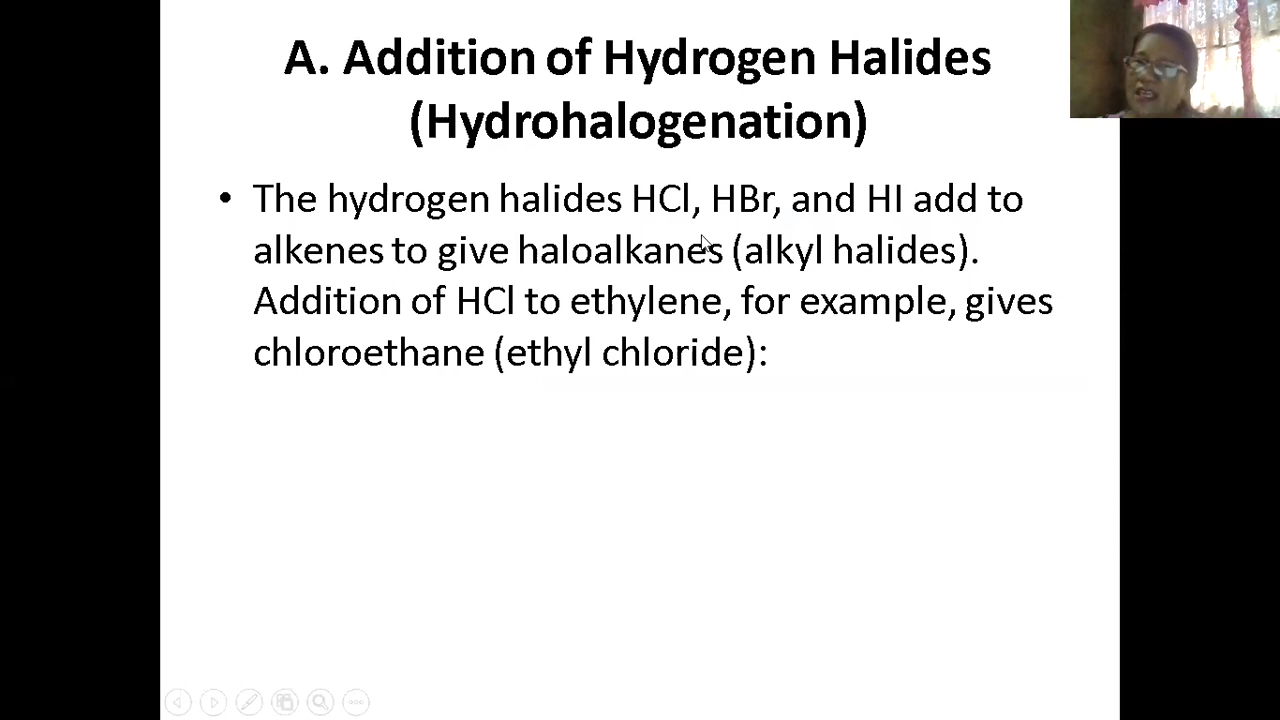 A. Addition of Hydrogen Halides
(Hydrohalogenation)
• The hydrogen halides HCl, HBr, and HI add to
alkenes to give haloalkanes (alkyl halides).
Addition of HCl to ethylene, for example, gives
chloroethane (ethyl chloride):